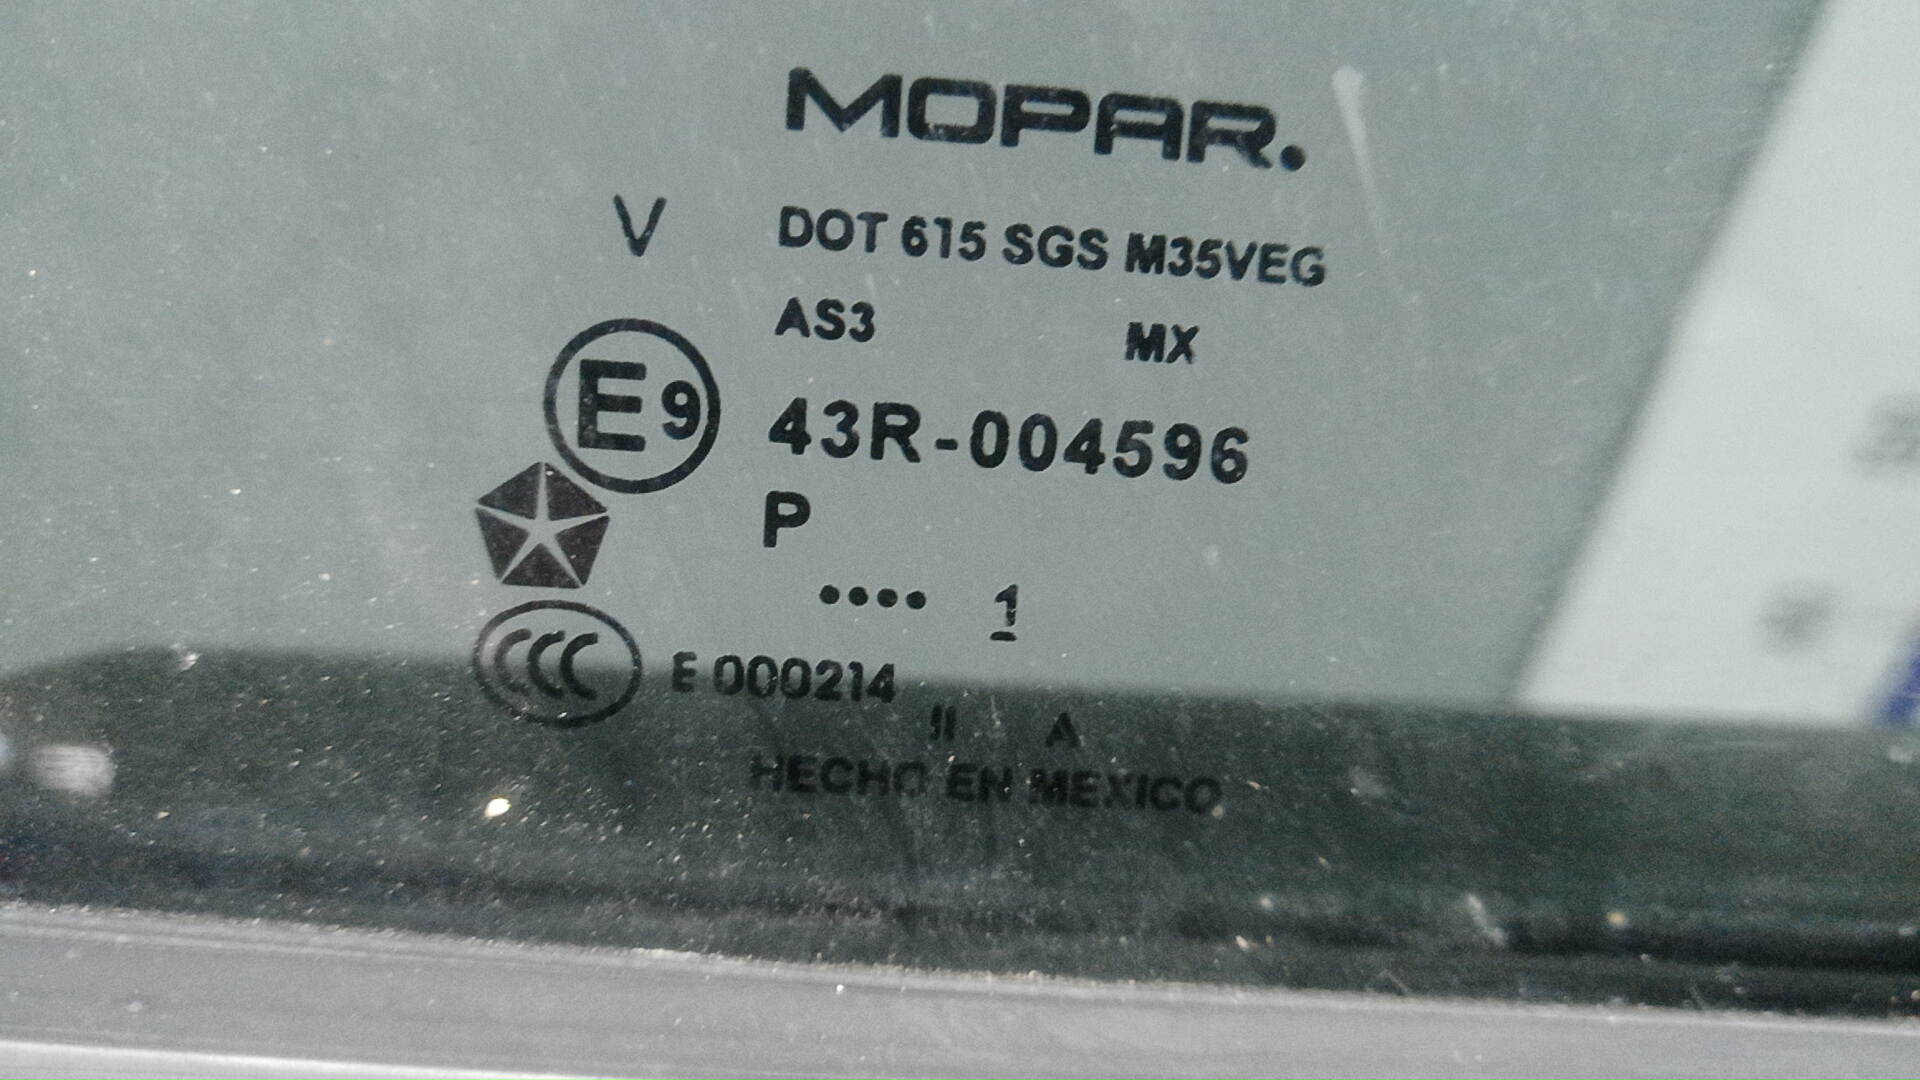 MOPAR.
V DOT 615 SGS M35VEG
AS3 MX
E9 43R-004596
P
.... 1
CCC E 000214
II A
HECHO EN MEXICO